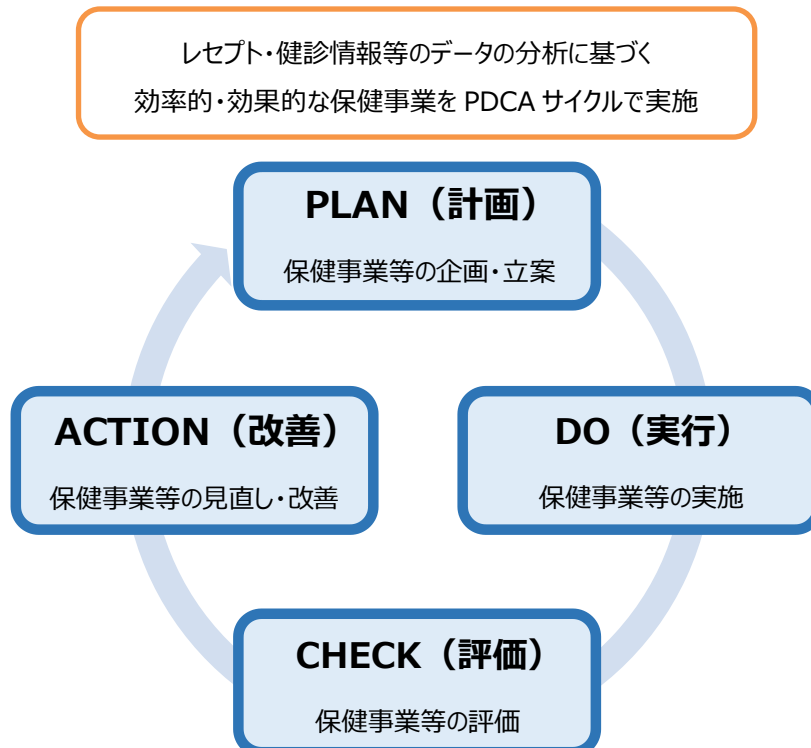 レセプト・健診情報等のデータの分析に基づく
効率的・効果的な保健事業を PDCA サイクルで実施
PLAN（計画）
保健事業等の企画・立案
ACTION（改善）
保健事業等の見直し・改善
DO（実行）
保健事業等の実施
CHECK（評価）
保健事業等の評価